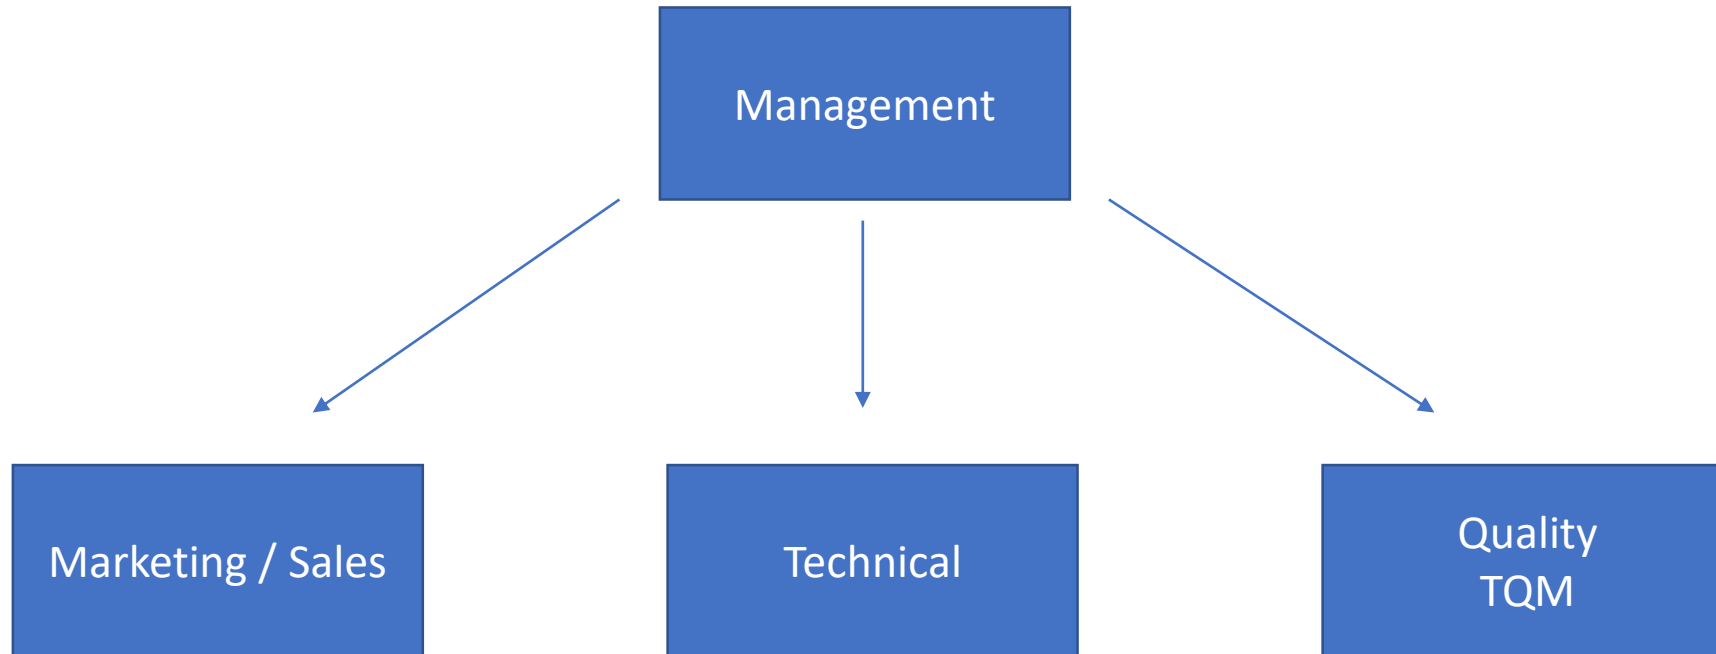 Management
Marketing / Sales
Technical
Quality
TQM